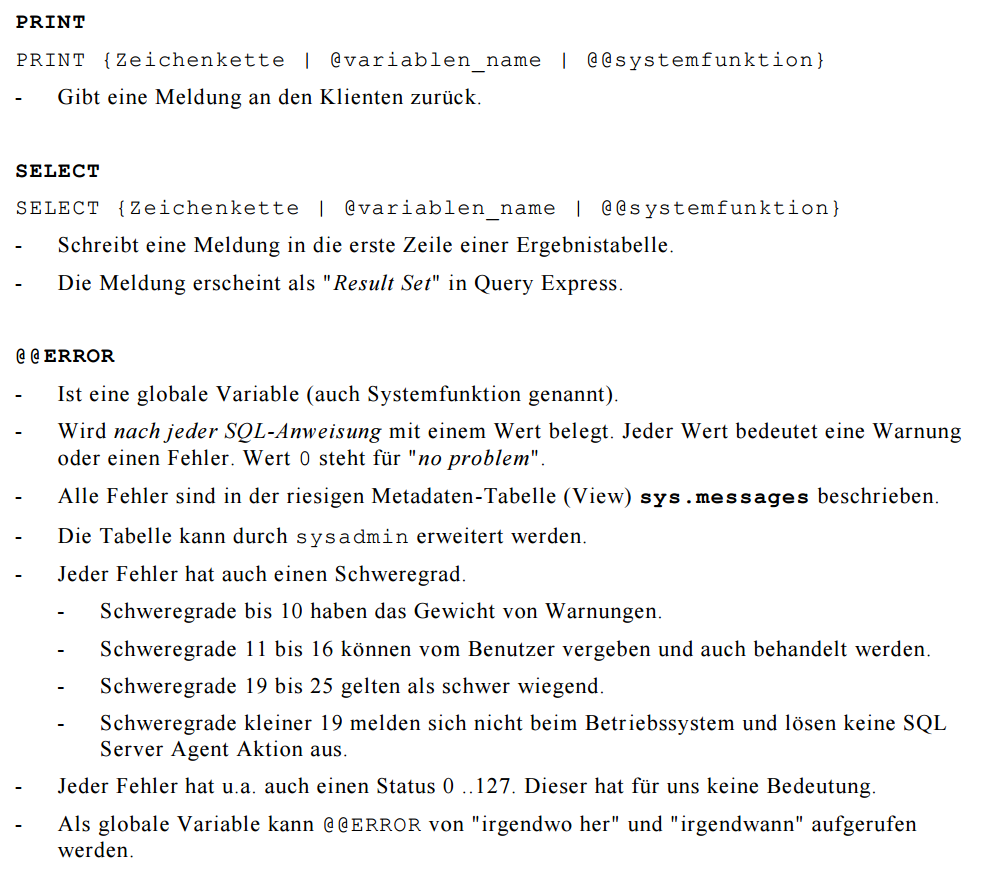 PRINT
PRINT {Zeichenkette | @variablen_name | @@systemfunktion}
- Gibt eine Meldung an den Klienten zurück.
SELECT
SELECT {Zeichenkette | @variablen_name | @@systemfunktion}
- Schreibt eine Meldung in die erste Zeile einer Ergebnistabelle.
- Die Meldung erscheint als "Result Set" in Query Express.
@@ERROR
- Ist eine globale Variable (auch Systemfunktion genannt).
- Wird nach jeder SQL-Anweisung mit einem Wert belegt. Jeder Wert bedeutet eine Warnung
oder einen Fehler. Wert 0 steht für "no problem".
- Alle Fehler sind in der riesigen Metadaten-Tabelle (View) sys.messages beschrieben.
- Die Tabelle kann durch sysadmin erweitert werden.
- Jeder Fehler hat auch einen Schweregrad.
- Schweregrade bis 10 haben das Gewicht von Warnungen.
- Schweregrade 11 bis 16 können vom Benutzer vergeben und auch behandelt werden.
- Schweregrade 19 bis 25 gelten als schwer wiegend.
- Schweregrade kleiner 19 melden sich nicht beim Betriebssystem und lösen keine SQL
Server Agent Aktion aus.
- Jeder Fehler hat u.a. auch einen Status 0 ..127. Dieser hat für uns keine Bedeutung.
- Als globale Variable kann @@ERROR von "irgendwo her" und "irgendwann" aufgerufen
werden.